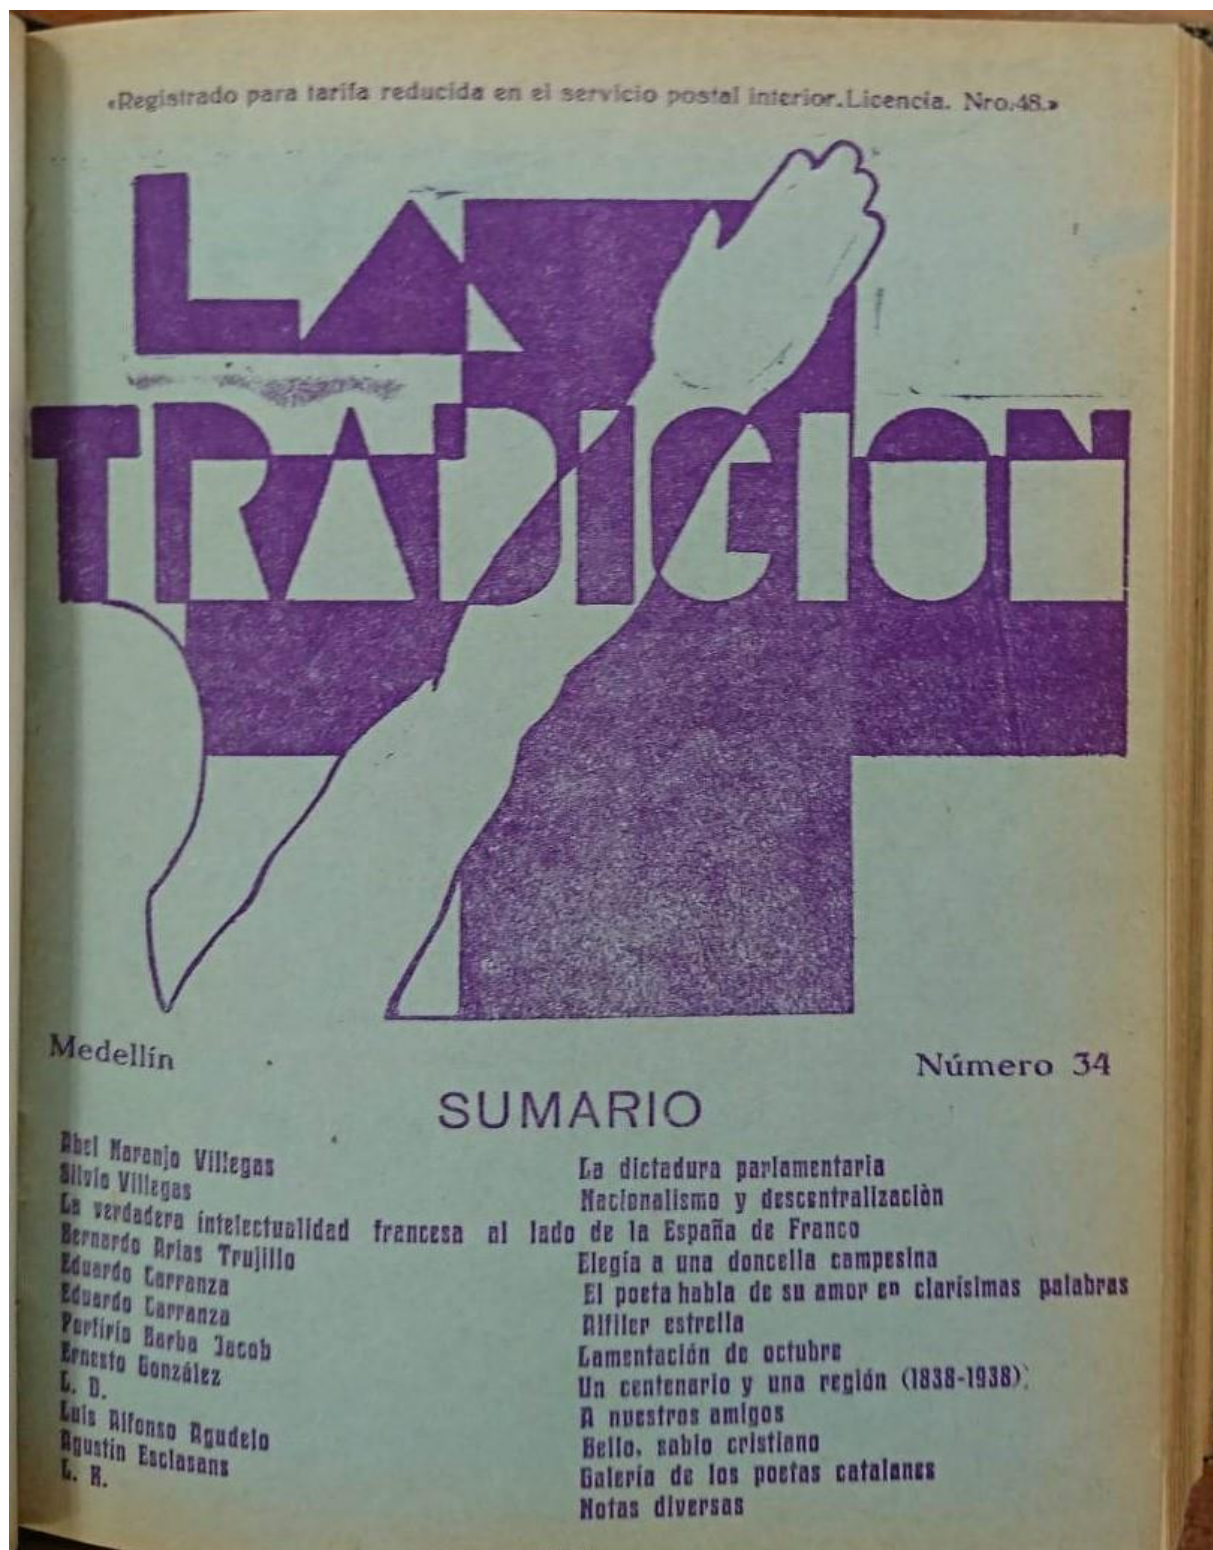 «Registrado para tarifa reducida en el servicio postal interior. Licencia. Nro. 48.»
LA
TRADICION
Medellín Número 34
SUMARIO
Abel Naranjo Villegas La dictadura parlamentaria
Silvio Villegas Nacionalismo y descentralizaciòn
La verdadera intelectualidad francesa al lado de la España de Franco
Bernardo Arias Trujillo Elegía a una doncella campesina
Eduardo Carranza El poeta habla de su amor en clarísimas palabras
Eduardo Carranza Alfiler estrella
Porfirio Barba Jacob Lamentación de octubre
Ernesto González Un centenario y una región (1838-1938)
L. D. A nuestros amigos
Luis Alfonso Agudelo Bello, sabio cristiano
Agustín Esclasans Galería de los poetas catalanes
L. R. Notas diversas